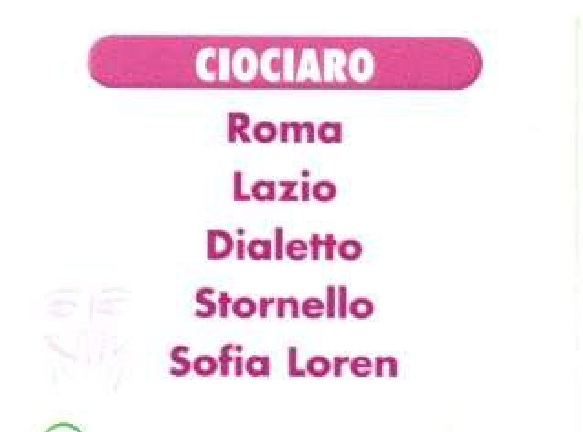 CIOCIARO
Roma
Lazio
Dialetto
Stornello
Sofia Loren